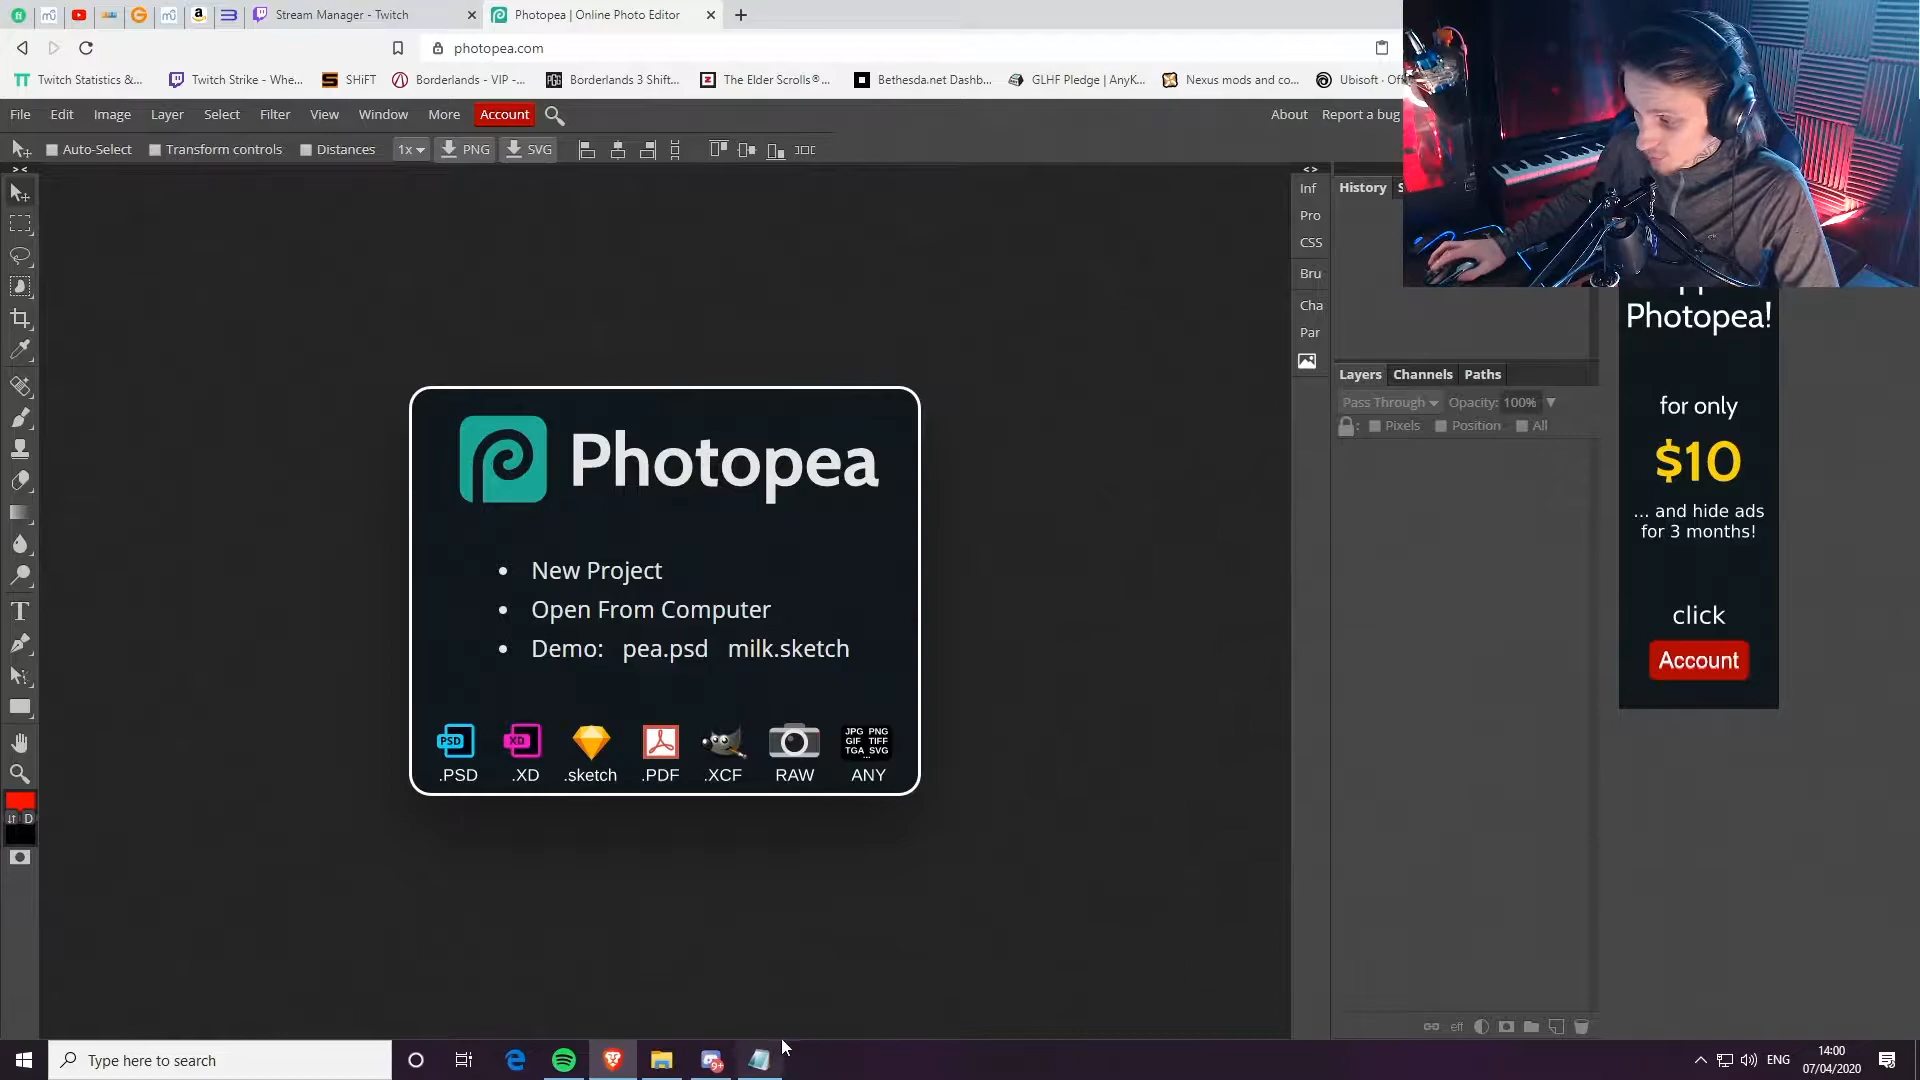 Stream Manager - Twitch
Photopea | Online Photo Editor
photopea.com
Twitch Statistics &...
Twitch Strike - Whe...
SHiFT
Borderlands - VIP -...
Borderlands 3 Shift...
The Elder Scrolls®...
Bethesda.net Dashb...
GLHF Pledge | AnyK...
Nexus mods and co...
Ubisoft - Off
File Edit Image Layer Select Filter View Window More Account
About Report a bug
Auto-Select Transform controls Distances 1x PNG SVG
Inf
Pro
CSS
Bru
Cha
Par
History S
Photopea!
for only
$10
... and hide ads
for 3 months!
click
Account
Layers Channels Paths
Pass Through Opacity: 100%
Pixels Position All
Photopea
New Project
Open From Computer
Demo: pea.psd milk.sketch
PSD
XD
JPG PNG
GIF TIFF
TGA SVG
...
.PSD .XD .sketch .PDF .XCF RAW ANY
T
D
eff
Type here to search
9+
ENG
14:00
07/04/2020